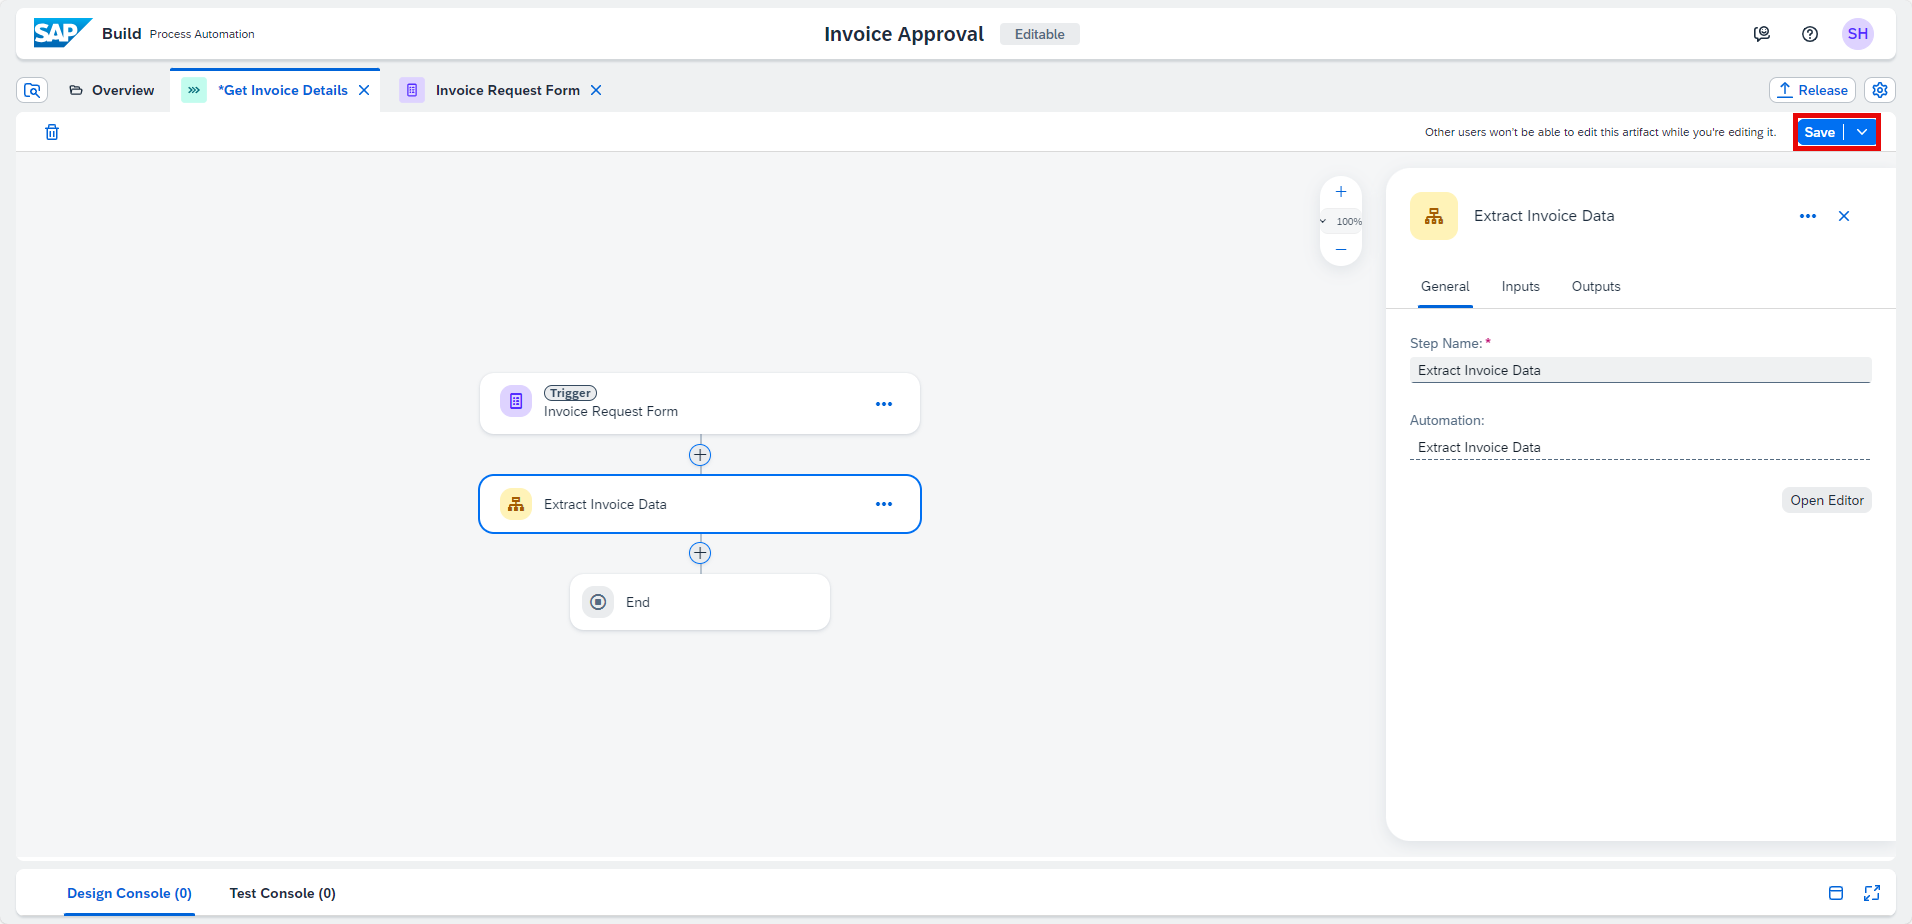 SAP Build Process Automation
Invoice Approval Editable
SH
Overview
*Get Invoice Details
Invoice Request Form
Release
Other users won't be able to edit this artifact while you're editing it.
Save
100%
Extract Invoice Data
General Inputs Outputs
Step Name:*
Extract Invoice Data
Automation:
Extract Invoice Data
Open Editor
Trigger
Invoice Request Form
Extract Invoice Data
End
Design Console (0) Test Console (0)